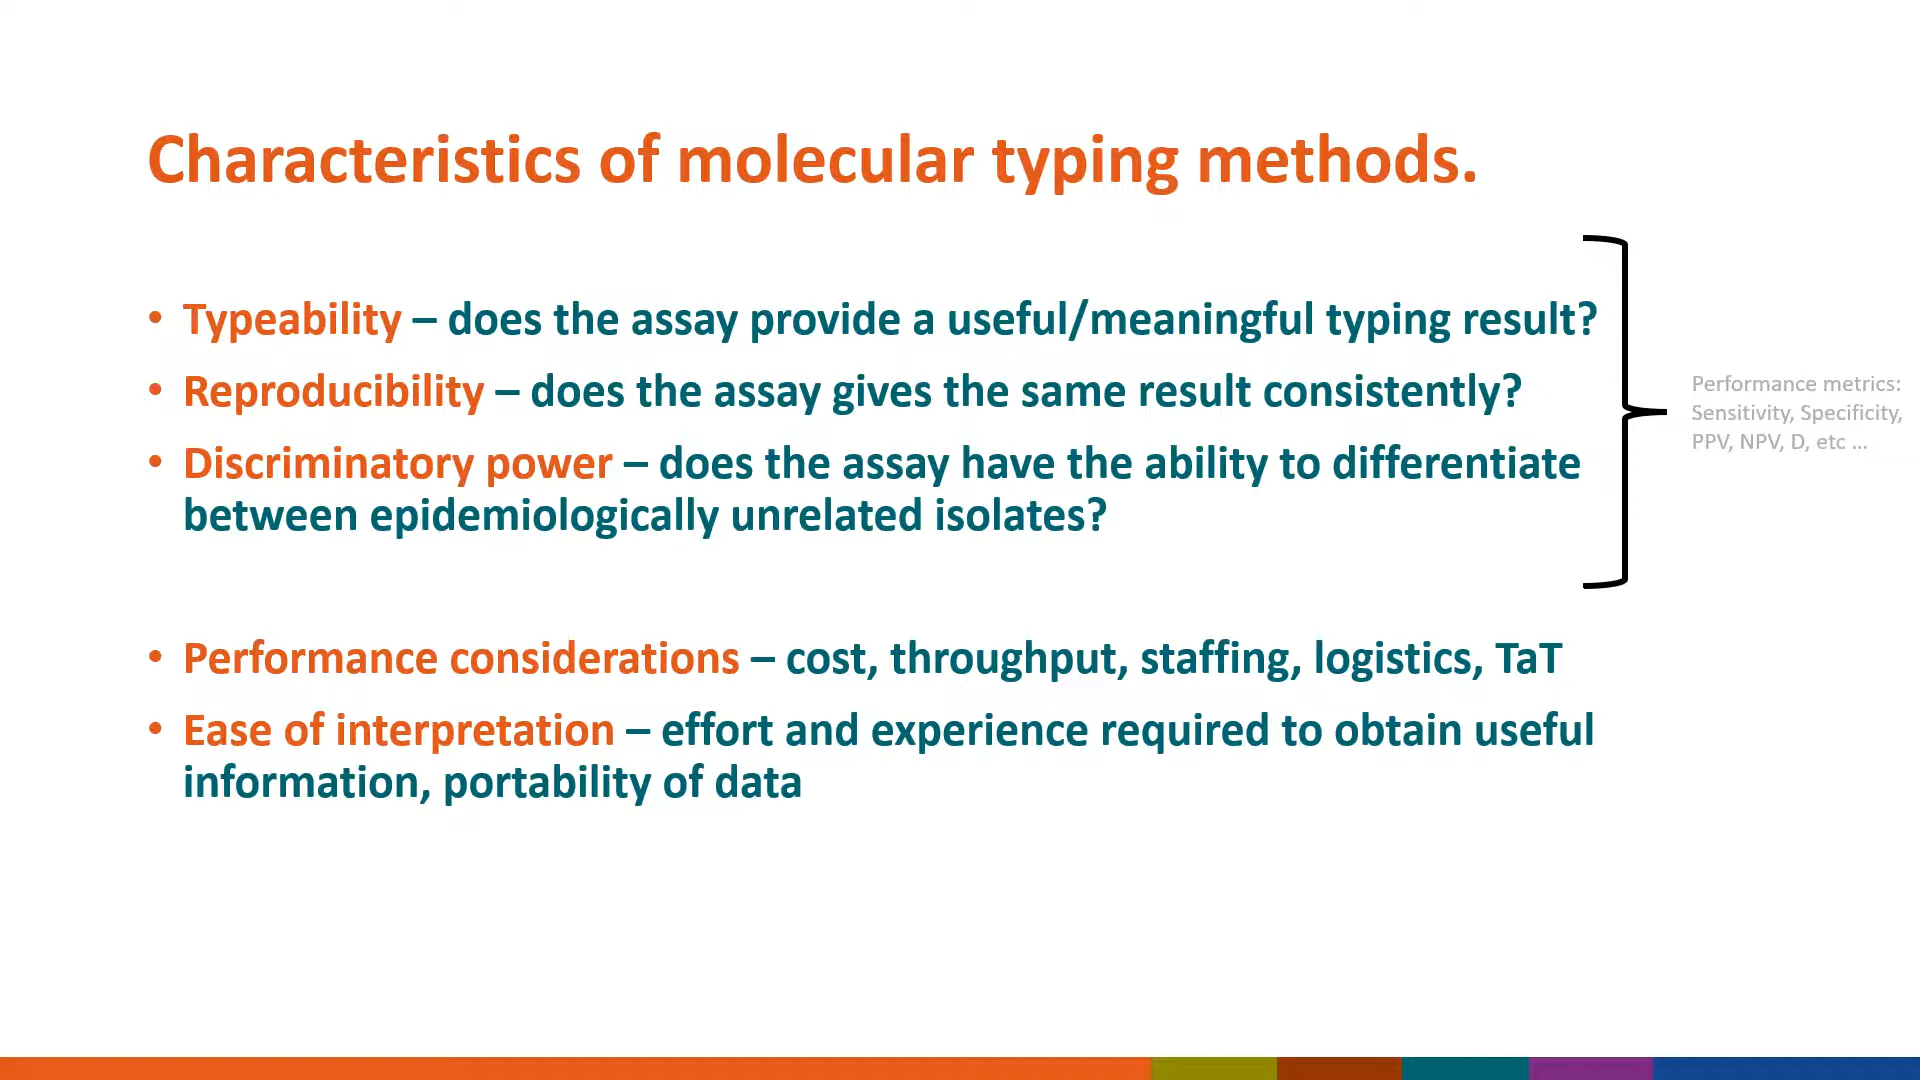 Characteristics of molecular typing methods.
• Typeability – does the assay provide a useful/meaningful typing result?
• Reproducibility – does the assay gives the same result consistently?
• Discriminatory power – does the assay have the ability to differentiate
between epidemiologically unrelated isolates?
Performance metrics:
Sensitivity, Specificity,
PPV, NPV, D, etc ...
• Performance considerations – cost, throughput, staffing, logistics, TaT
• Ease of interpretation – effort and experience required to obtain useful
information, portability of data